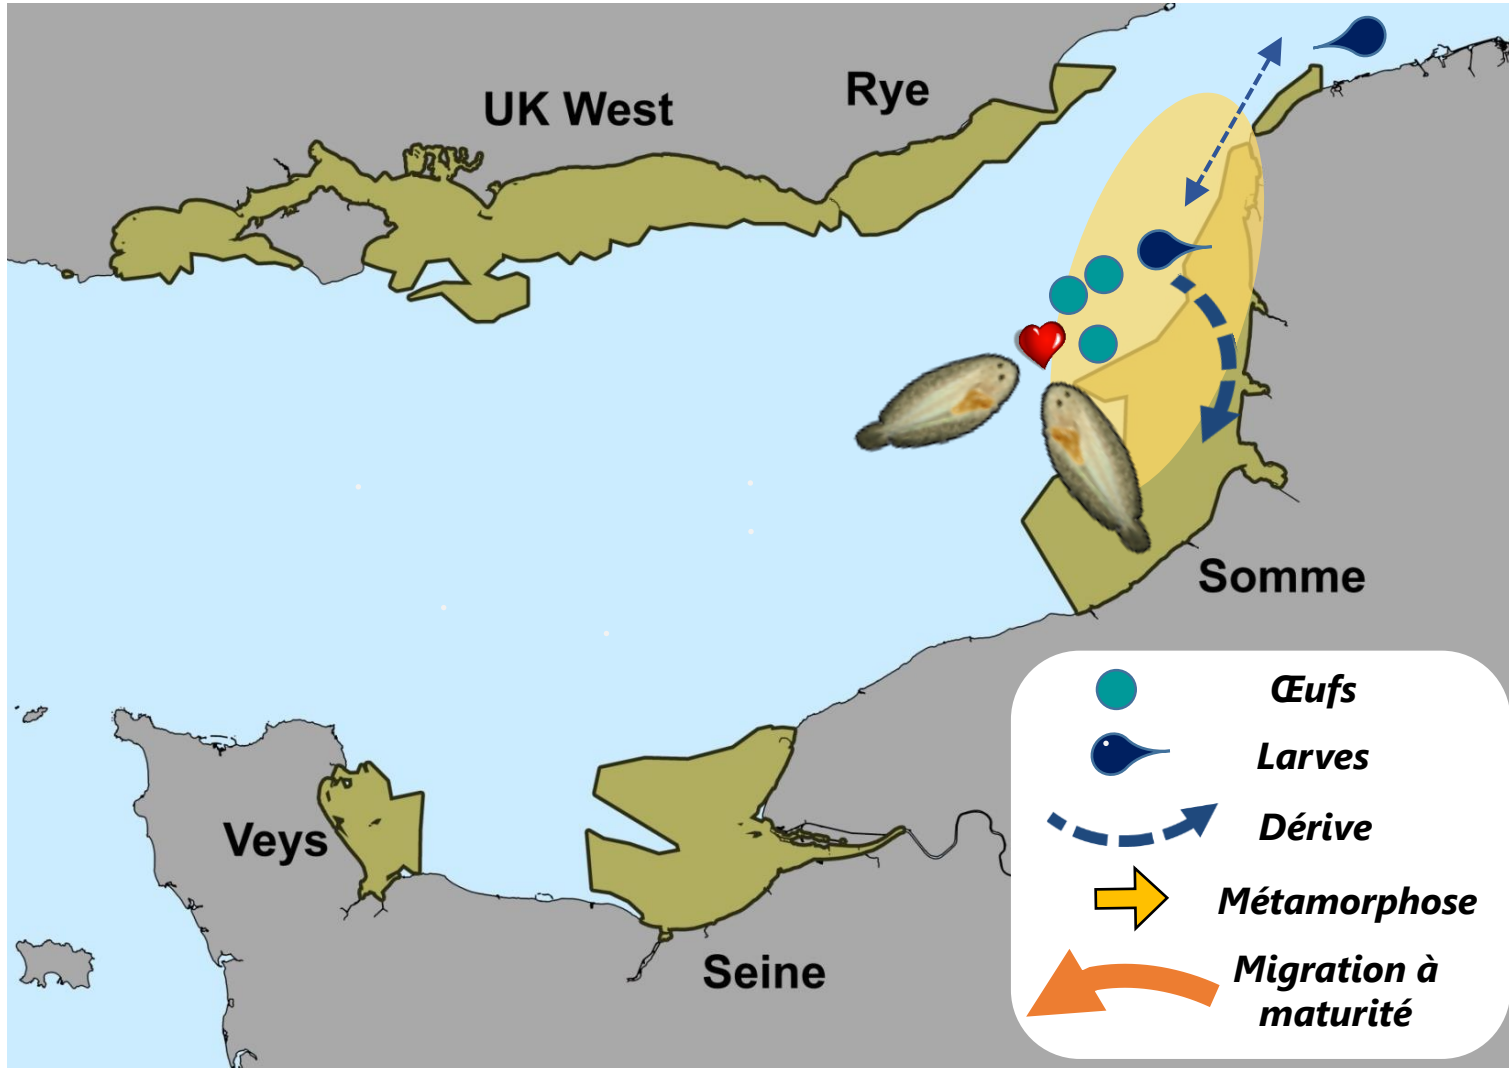 UK West
Rye
Somme
Veys
Seine
Œufs
Larves
Dérive
Métamorphose
Migration à
maturité